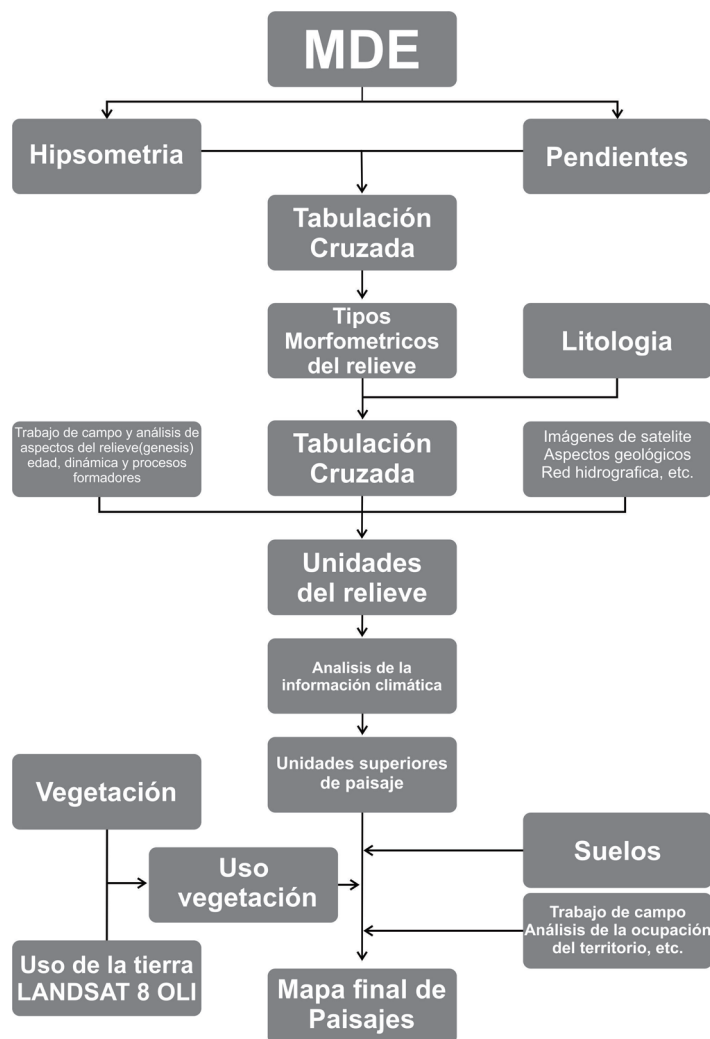 MDE
Hipsometria
Pendientes
Tabulación
Cruzada
Tipos
Morfometricos
del relieve
Litologia
Trabajo de campo y análisis de
aspectos del relieve(genesis)
edad, dinámica y procesos
formadores
Tabulación
Cruzada
Imágenes de satelite
Aspectos geológicos
Red hidrografica, etc.
Unidades
del relieve
Analisis de la
información climática
Unidades superiores
de paisaje
Vegetación
Suelos
Uso
vegetación
Trabajo de campo
Análisis de la ocupación
del territorio, etc.
Uso de la tierra
LANDSAT 8 OLI
Mapa final de
Paisajes